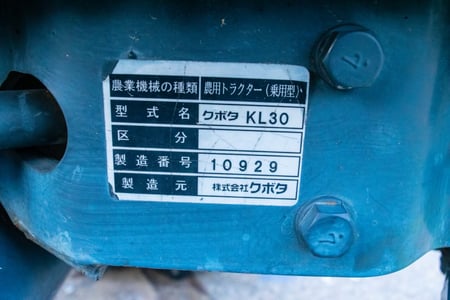 農業機械の種類 農用トラクター(乗用型)
型式名 クボタ KL30
区分
製造番号 10929
製造元 株式会社クボタ
7
7